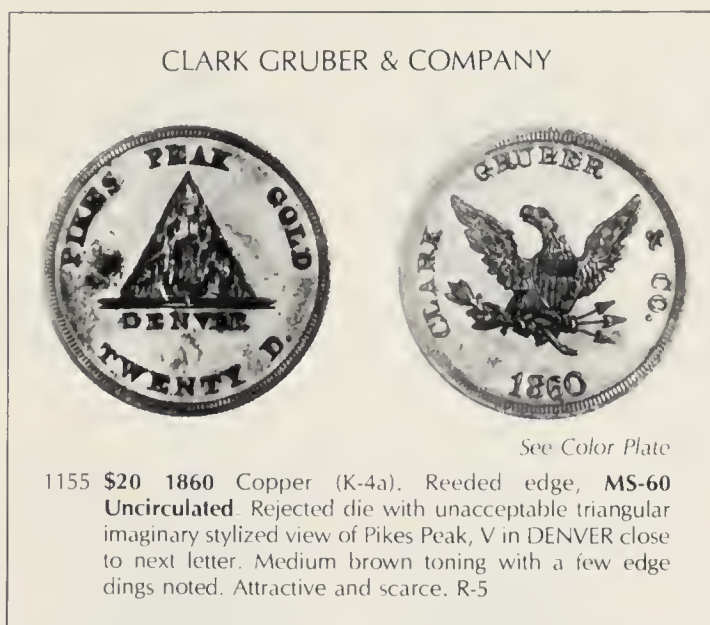 CLARK GRUBER & COMPANY
PIKES PEAK GOLD
DENVER
TWENTY D.
CLARK GRUBER & CO.
1860
See Color Plate
1155 $20 1860 Copper (K-4a). Reeded edge, MS-60
Uncirculated. Rejected die with unacceptable triangular
imaginary stylized view of Pikes Peak, V in DENVER close
to next letter. Medium brown toning with a few edge
dings noted. Attractive and scarce. R-5